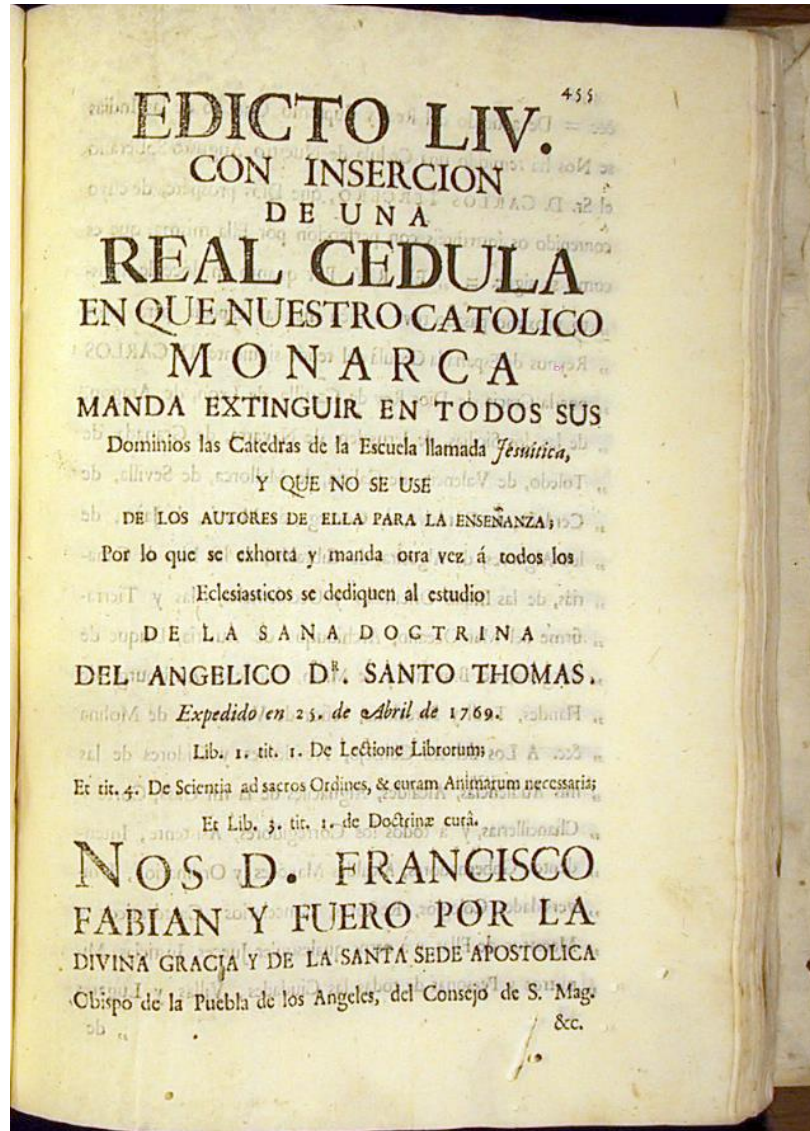 455
EDICTO LIV.
CON INSERCION
DE UNA
REAL CEDULA
EN QUE NUESTRO CATOLICO
MONARCA
MANDA EXTINGUIR EN TODOS SUS
Dominios las Catedras de la Escuela llamada Jesuitica,
Y QUE NO SE USE
DE LOS AUTORES DE ELLA PARA LA ENSEÑANZA;
Por lo que se exhorta y manda otra vez á todos los
Eclesiasticos se dediquen al estudio
DE LA SANA DOCTRINA
DEL ANGELICO DR. SANTO THOMAS.
Expedido en 25. de Abril de 1769.
Lib. 1. tit. 1. De Lectione Librorum;
Et tit. 4. De Scientia ad sacros Ordines, & curam Animarum necessaria;
Et Lib. 3. tit. 1. de Doctrinæ curâ.
NOS D. FRANCISCO
FABIAN Y FUERO POR LA
DIVINA GRACIA Y DE LA SANTA SEDE APOSTOLICA
Obispo de la Puebla de los Angeles, del Consejo de S. Mag.
&c.